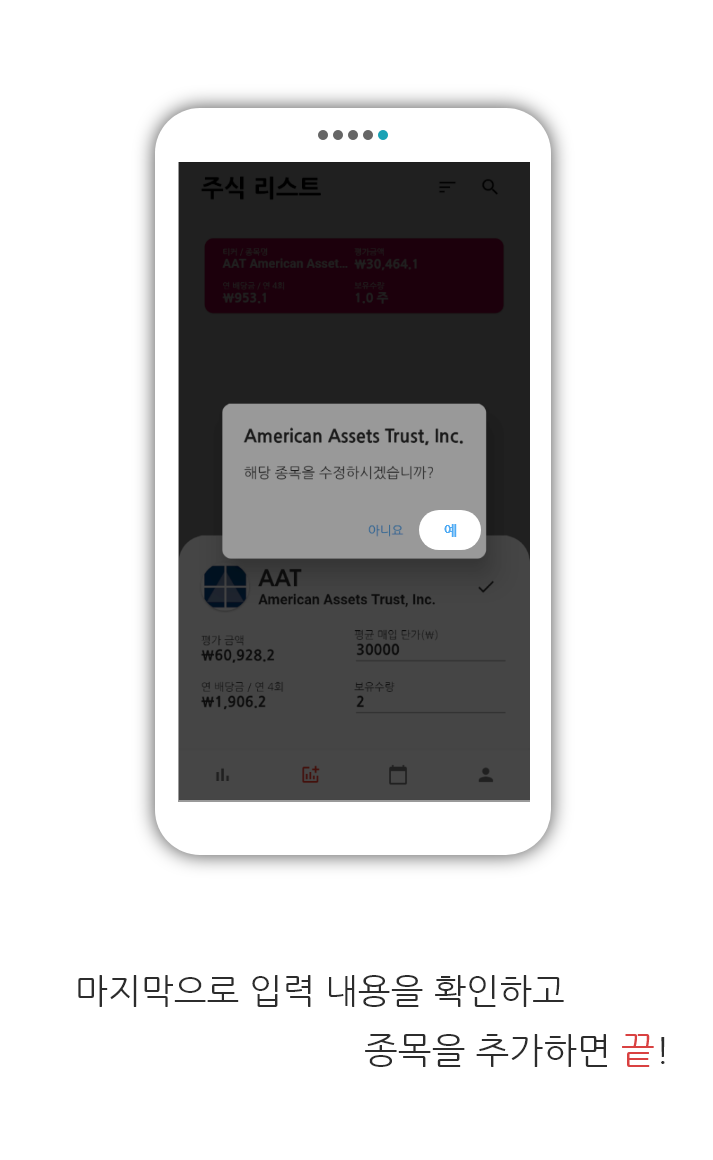 주식 리스트
티커 / 종목명
평가금액
AAT American Asset...
₩30,464.1
연 배당금 / 연 4회
보유수량
₩953.1
1.0 주
American Assets Trust, Inc.
해당 종목을 수정하시겠습니까?
아니요
예
AAT
American Assets Trust, Inc.
평가 금액
평균 매입 단가(₩)
₩60,928.2
30000
연 배당금 / 연 4회
보유수량
₩1,906.2
2
마지막으로 입력 내용을 확인하고
종목을 추가하면 끝!